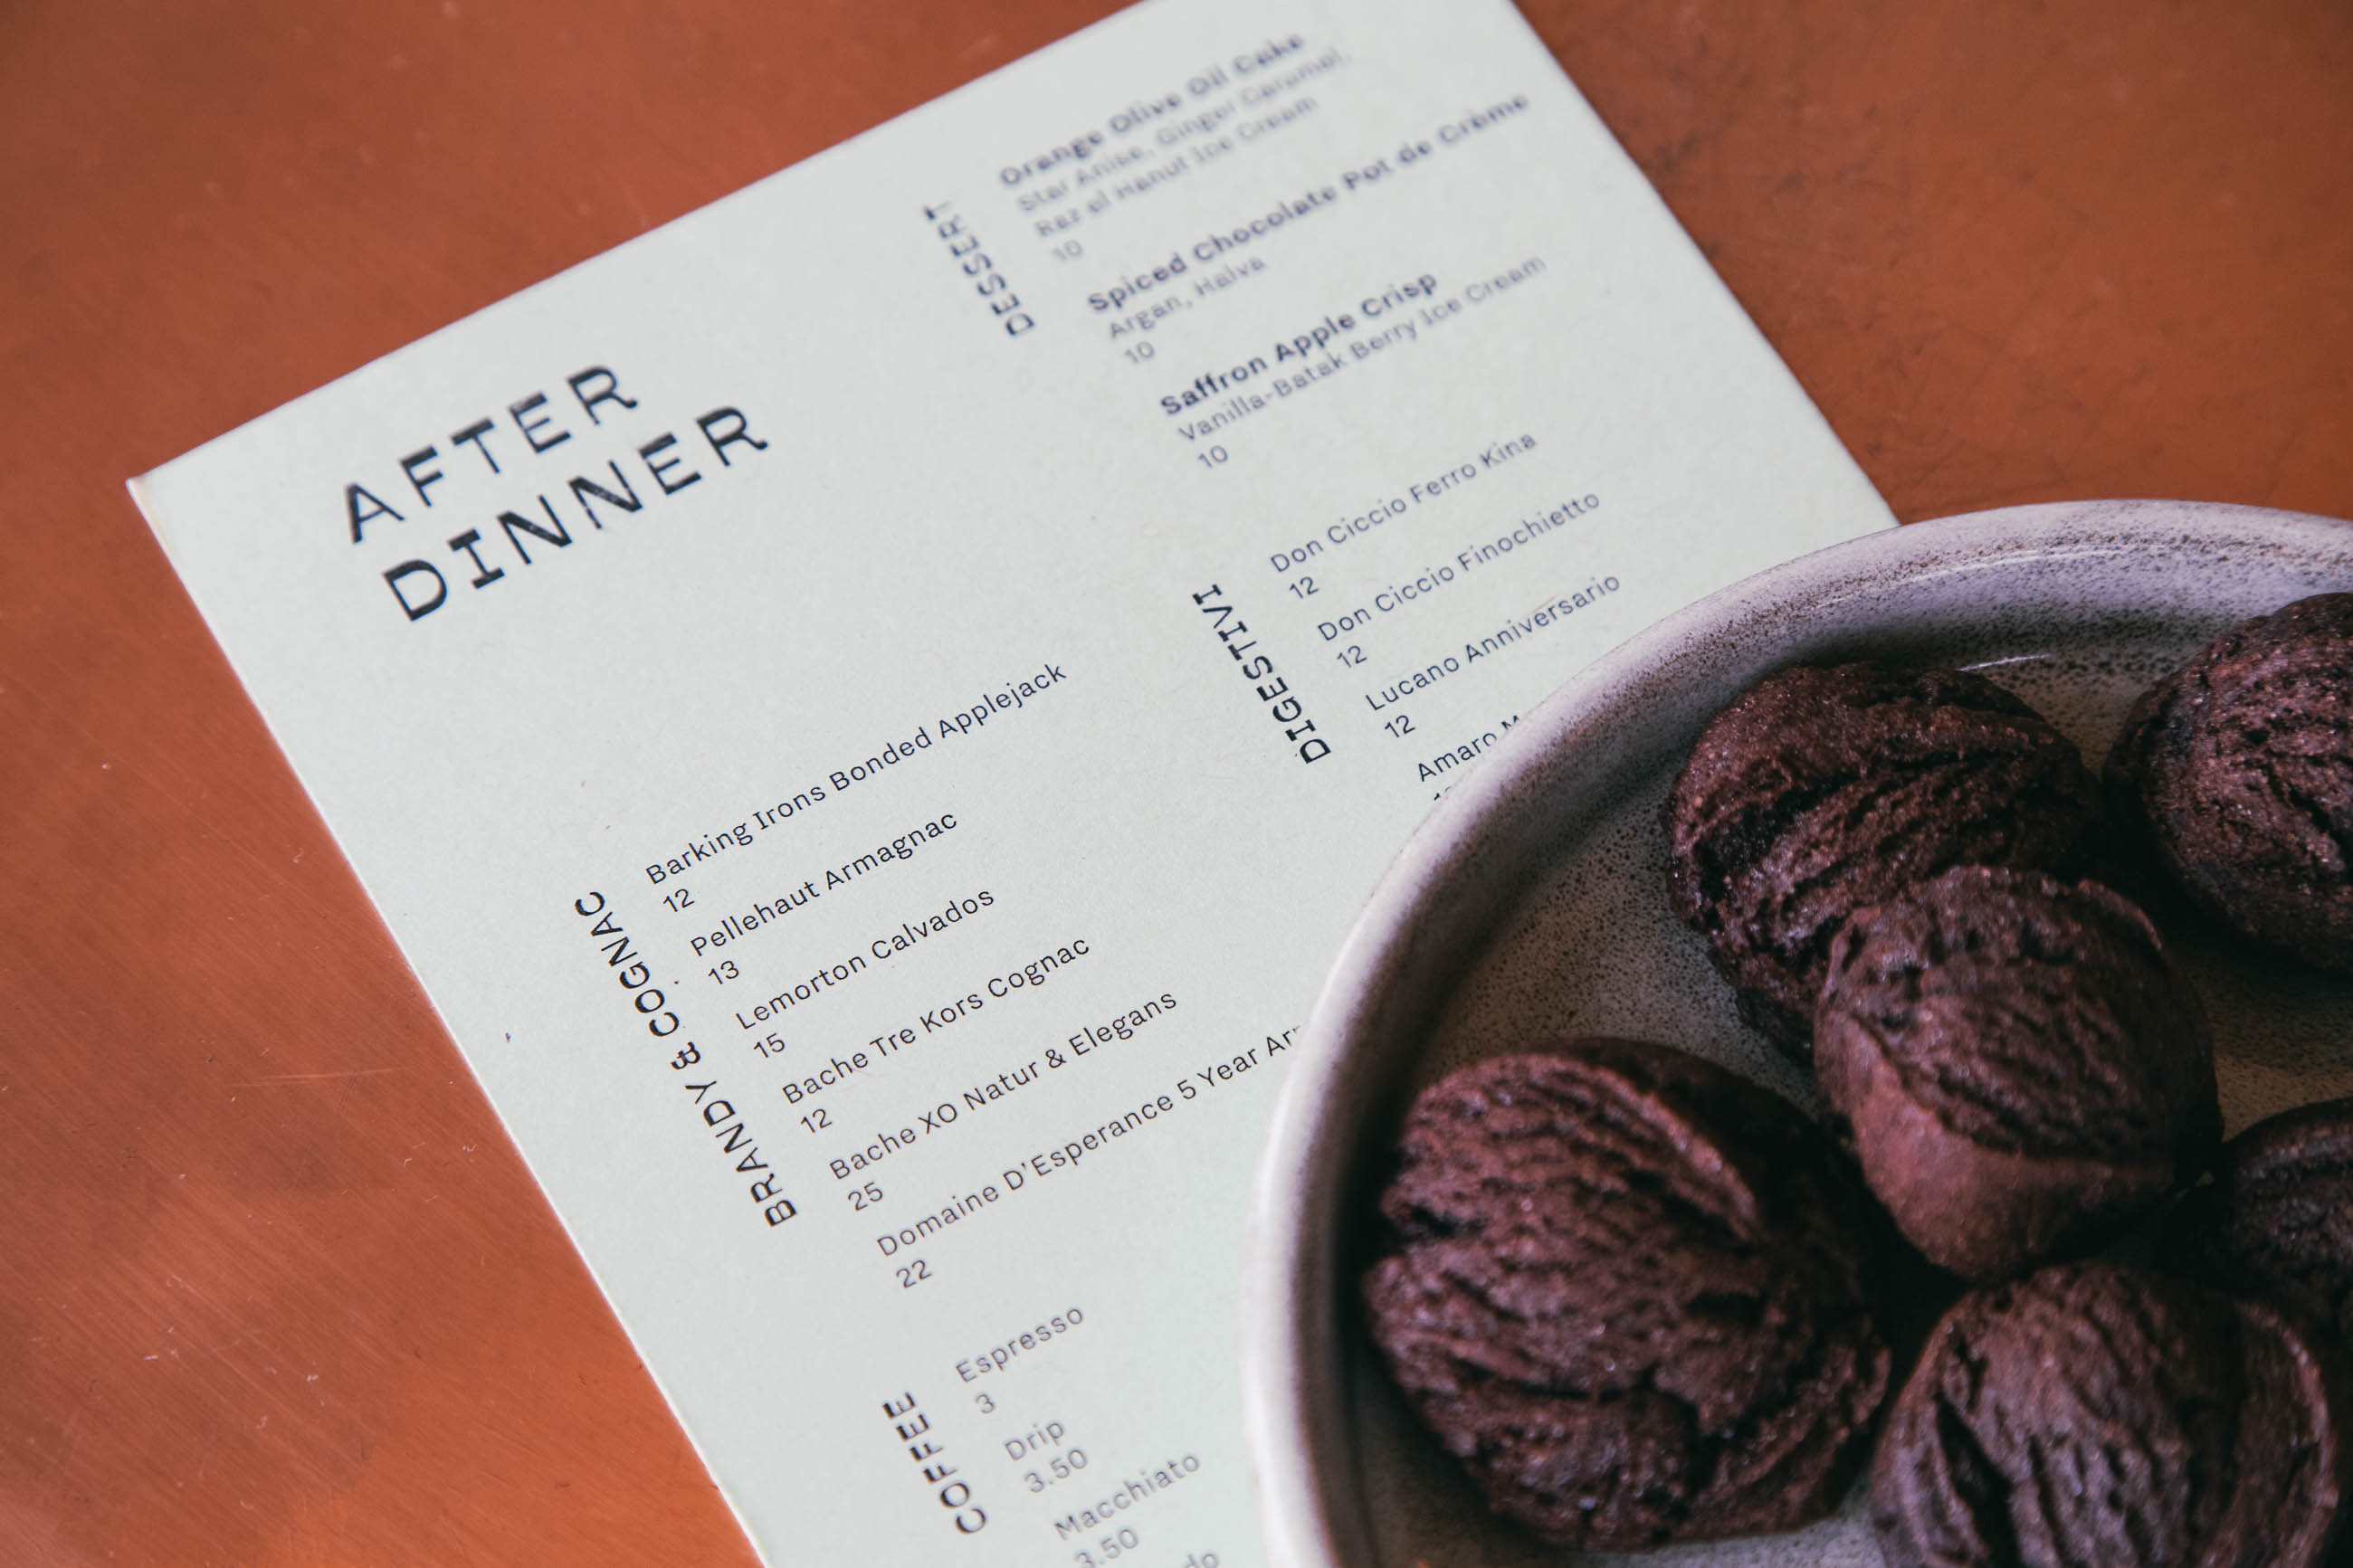 AFTER
DINNER
DESSERT
Orange Olive Oil Cake
Star Anise, Ginger Caramel,
Raz el Hanut Ice Cream
10
Spiced Chocolate Pot de Crème
Argan, Halva
10
Saffron Apple Crisp
Vanilla-Batak Berry Ice Cream
10
DIGESTIVI
Don Ciccio Ferro Kina
12
Don Ciccio Finochietto
12
Lucano Anniversario
12
Amaro
BRANDY & COGNAC
Barking Irons Bonded Applejack
12
Pellehaut Armagnac
13
Lemorton Calvados
15
Bache Tre Kors Cognac
12
Bache XO Natur & Elegans
25
Domaine D'Esperance 5 Year
22
COFFEE
Espresso
3
Drip
3.50
Macchiato
3.50